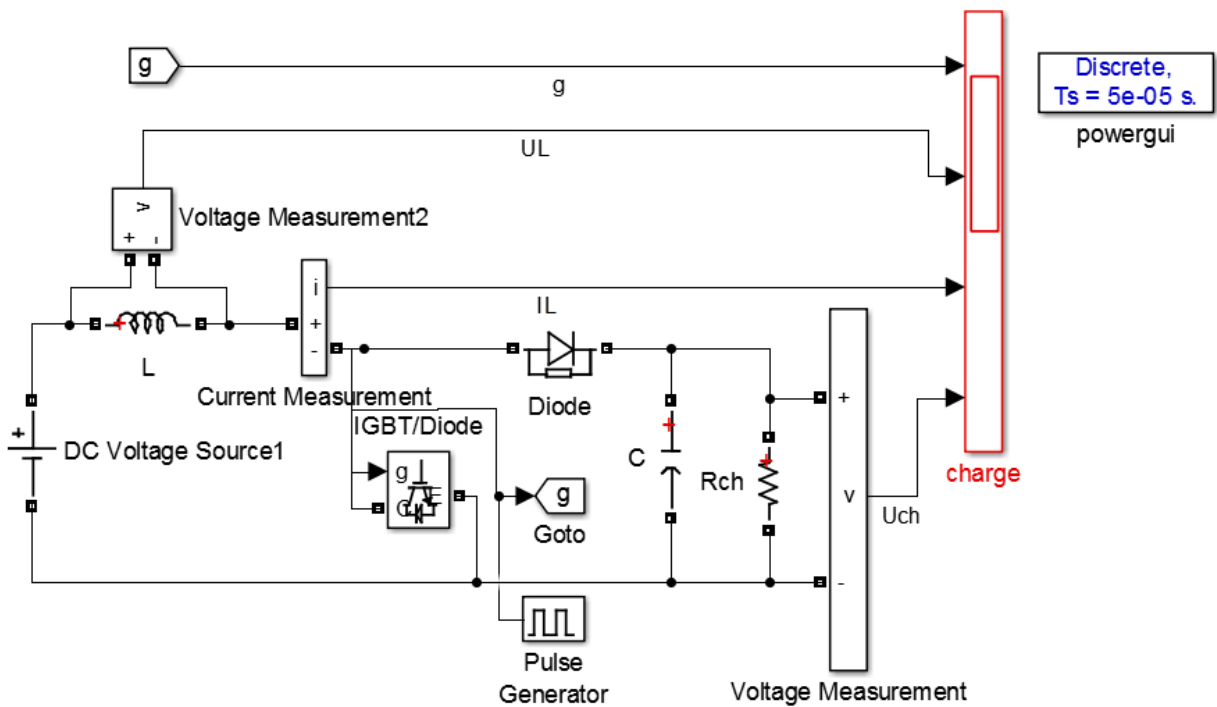 g
g
Discrete,
Ts = 5e-05 s.
powergui
UL
v
+ -
Voltage Measurement2
i
+
-
IL
L
Current Measurement
Diode
+
DC Voltage Source1
IGBT/Diode
g
C
E
g
Goto
C
Rch
+
v
-
Uch
charge
Pulse
Generator
Voltage Measurement